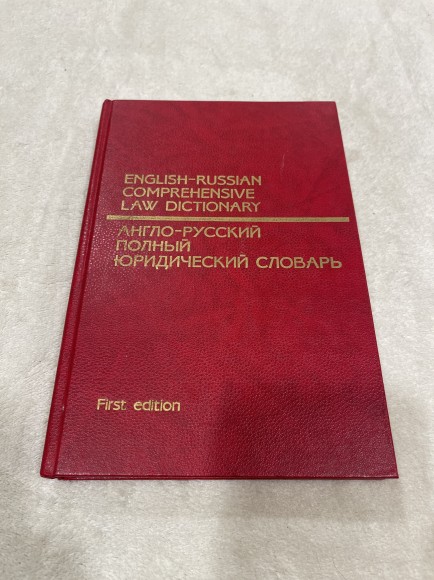 ENGLISH-RUSSIAN
COMPREHENSIVE
LAW DICTIONARY
АНГЛО-РУССКИЙ
ПОЛНЫЙ
ЮРИДИЧЕСКИЙ СЛОВАРЬ
First edition